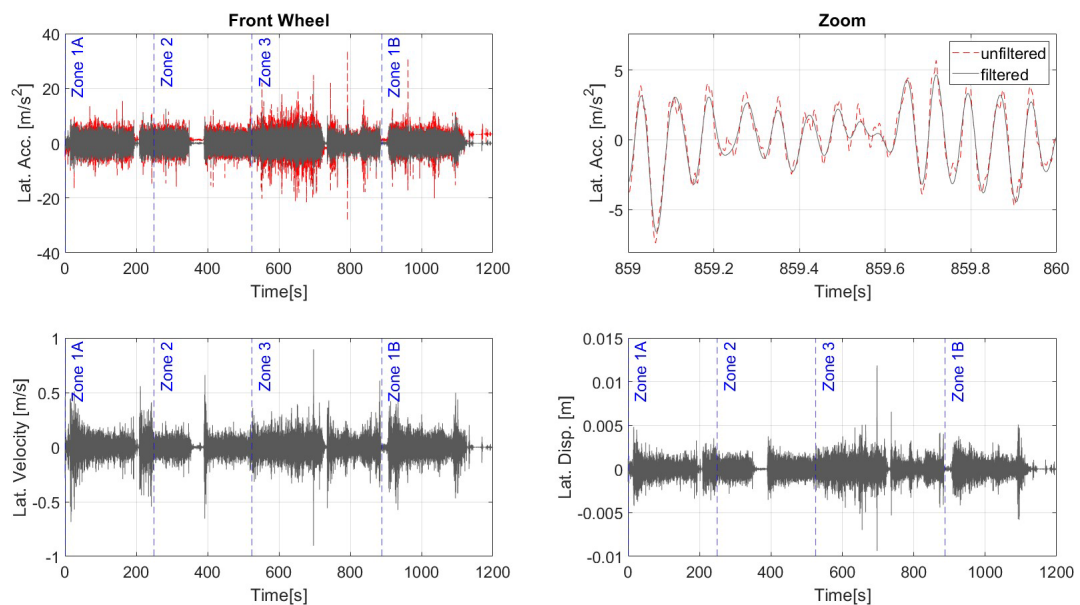 Front Wheel
40
20
0
-20
-40
Lat. Acc. [m/s²]
Zone 1A
Zone 2
Zone 3
Zone 1B
0
200
400
600
800
1000
1200
Time[s]
Zoom
unfiltered
filtered
5
0
-5
Lat. Acc. [m/s²]
859
859.2
859.4
859.6
859.8
860
Time[s]
1
0.5
0
-0.5
-1
Lat. Velocity [m/s]
Zone 1A
Zone 2
Zone 3
Zone 1B
0
200
400
600
800
1000
1200
Time[s]
0.015
0.01
0.005
0
-0.005
-0.01
Lat. Disp. [m]
Zone 1A
Zone 2
Zone 3
Zone 1B
0
200
400
600
800
1000
1200
Time[s]